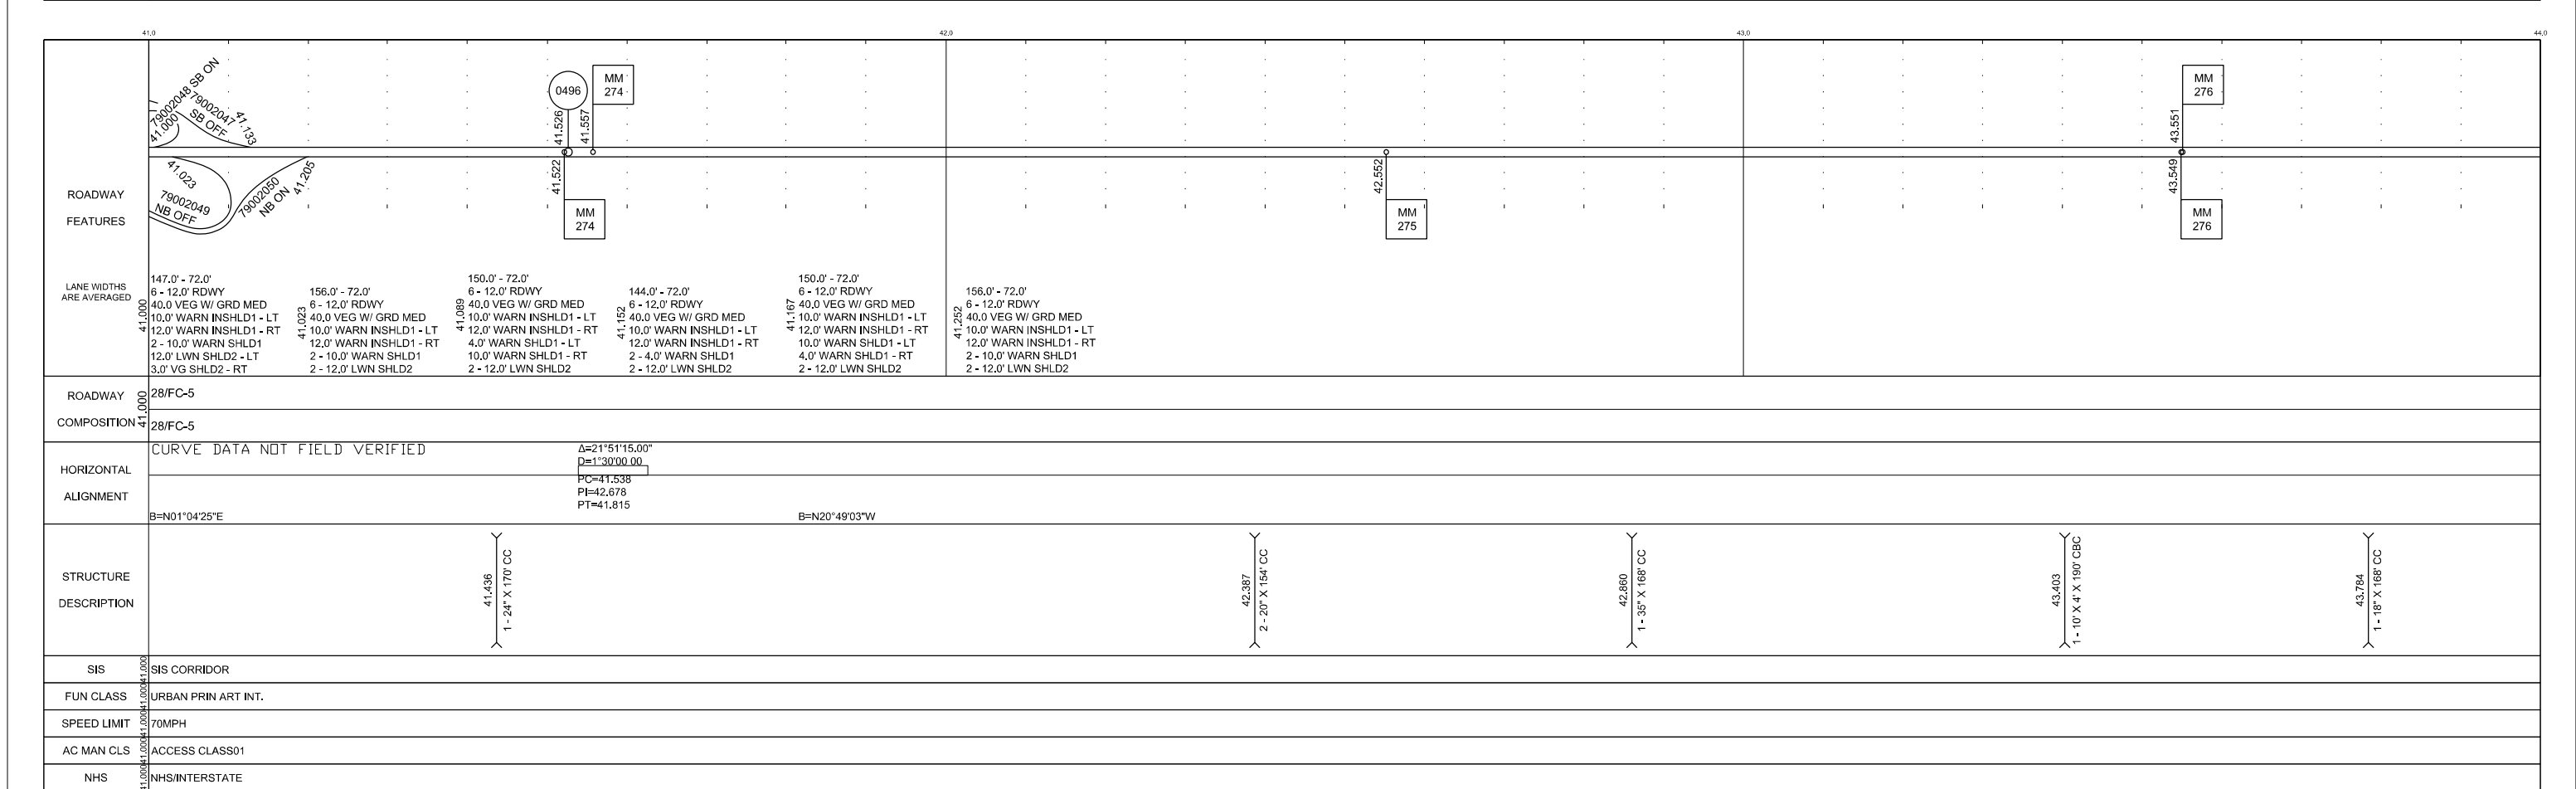 41.0
42.0
43.0
44.0
79002048 SB ON
41.000
79002047
SB OFF
41.133
41.023
79002049
NB OFF
79002050
NB ON
41.205
0496
41.526
MM
274
41.557
41.522
MM
274
42.552
MM
275
MM
276
43.551
43.549
MM
276
ROADWAY
FEATURES
LANE WIDTHS
ARE AVERAGED
41.000
147.0' - 72.0'
6 - 12.0' RDWY
40.0 VEG W/ GRD MED
10.0' WARN INSHLD1 - LT
12.0' WARN INSHLD1 - RT
2 - 10.0' WARN SHLD1
12.0' LWN SHLD2 - LT
3.0' VG SHLD2 - RT
41.023
156.0' - 72.0'
6 - 12.0' RDWY
40.0 VEG W/ GRD MED
10.0' WARN INSHLD1 - LT
12.0' WARN INSHLD1 - RT
2 - 10.0' WARN SHLD1
2 - 12.0' LWN SHLD2
41.089
150.0' - 72.0'
6 - 12.0' RDWY
40.0 VEG W/ GRD MED
10.0' WARN INSHLD1 - LT
12.0' WARN INSHLD1 - RT
4.0' WARN SHLD1 - LT
10.0' WARN SHLD1 - RT
2 - 12.0' LWN SHLD2
41.152
144.0' - 72.0'
6 - 12.0' RDWY
40.0 VEG W/ GRD MED
10.0' WARN INSHLD1 - LT
12.0' WARN INSHLD1 - RT
2 - 4.0' WARN SHLD1
2 - 12.0' LWN SHLD2
41.167
150.0' - 72.0'
6 - 12.0' RDWY
40.0 VEG W/ GRD MED
10.0' WARN INSHLD1 - LT
12.0' WARN INSHLD1 - RT
10.0' WARN SHLD1 - LT
4.0' WARN SHLD1 - RT
2 - 12.0' LWN SHLD2
41.252
156.0' - 72.0'
6 - 12.0' RDWY
40.0 VEG W/ GRD MED
10.0' WARN INSHLD1 - LT
12.0' WARN INSHLD1 - RT
2 - 10.0' WARN SHLD1
2 - 12.0' LWN SHLD2
ROADWAY
COMPOSITION
41.000
28/FC-5
28/FC-5
HORIZONTAL
ALIGNMENT
CURVE DATA NOT FIELD VERIFIED
Δ=21°51'15.00"
D=1°30'00 00
PC=41.538
PI=42.678
PT=41.815
B=N01°04'25"E
B=N20°49'03"W
STRUCTURE
DESCRIPTION
41.436
1 - 24" X 170' CC
42.387
2 - 20" X 154' CC
42.860
1 - 35" X 168' CC
43.403
1 - 10' X 4' X 190' CBC
43.784
1 - 18" X 168' CC
SIS
41.000
SIS CORRIDOR
FUN CLASS
41.000
URBAN PRIN ART INT.
SPEED LIMIT
41.000
70MPH
AC MAN CLS
41.000
ACCESS CLASS01
NHS
41.000
NHS/INTERSTATE